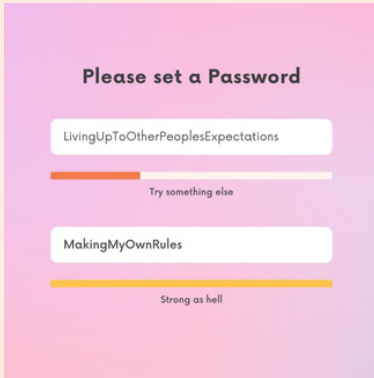 Please set a Password
LivingUpToOtherPeoplesExpectations
Try something else
MakingMyOwnRules
Strong as hell